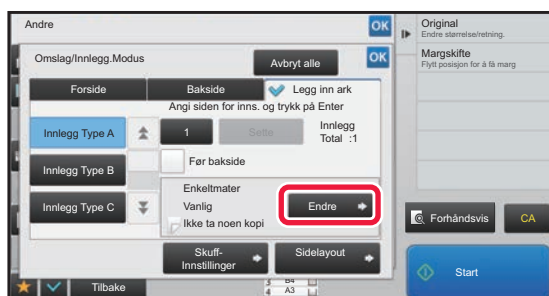 Andre
OK
Omslag/Innlegg.Modus
Avbryt alle
OK
Forside
Bakside
Legg inn ark
Angi siden for inns. og trykk på Enter
Innlegg Type A
1
Sette
Innlegg
Total :1
Innlegg Type B
Før bakside
Innlegg Type C
Enkeltmater
Vanlig
Ikke ta noen kopi
Endre
Skuff-
Innstillinger
Sidelayout
Tilbake
3 B4
4 A3
Original
Endre størrelse/retning.
Margskifte
Flytt posisjon for å få marg
Forhåndsvis
CA
Start